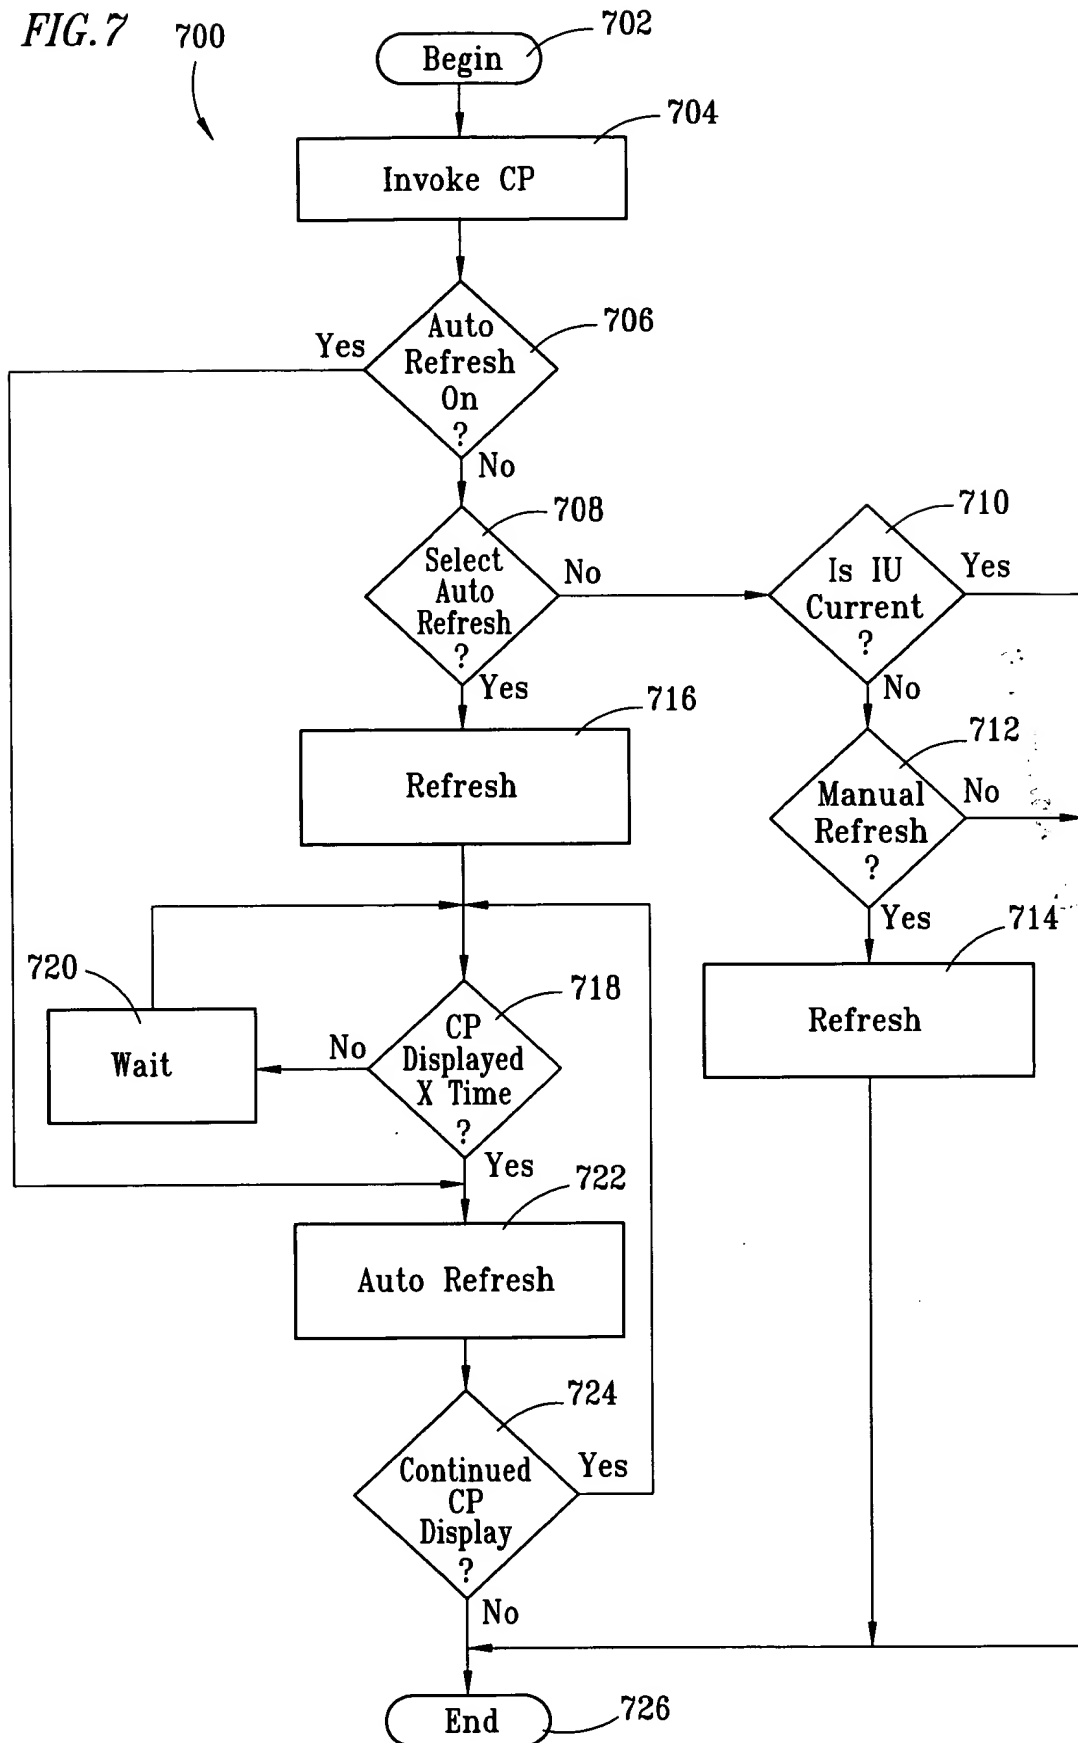 FIG. 7
700
Begin
702
704
Invoke CP
706
Auto
Refresh
On
?
Yes
No
708
Select
Auto
Refresh
?
No
Yes
710
Is IU
Current
?
Yes
No
716
Refresh
712
Manual
Refresh
?
No
Yes
714
Refresh
720
Wait
718
CP
Displayed
X Time
?
No
Yes
722
Auto Refresh
724
Continued
CP
Display
?
Yes
No
End
726